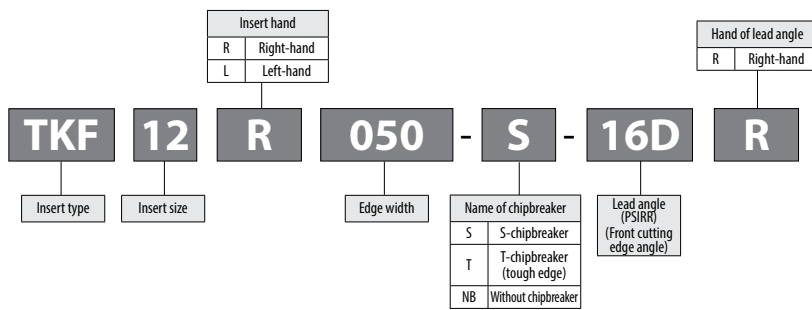 Insert hand
R Right-hand
L Left-hand
Hand of lead angle
R Right-hand
TKF 12 R 050 - S - 16D R
Insert type
Insert size
Edge width
Name of chipbreaker
S S-chipbreaker
T T-chipbreaker
(tough edge)
NB Without chipbreaker
Lead angle
(PSIRR)
(Front cutting
edge angle)